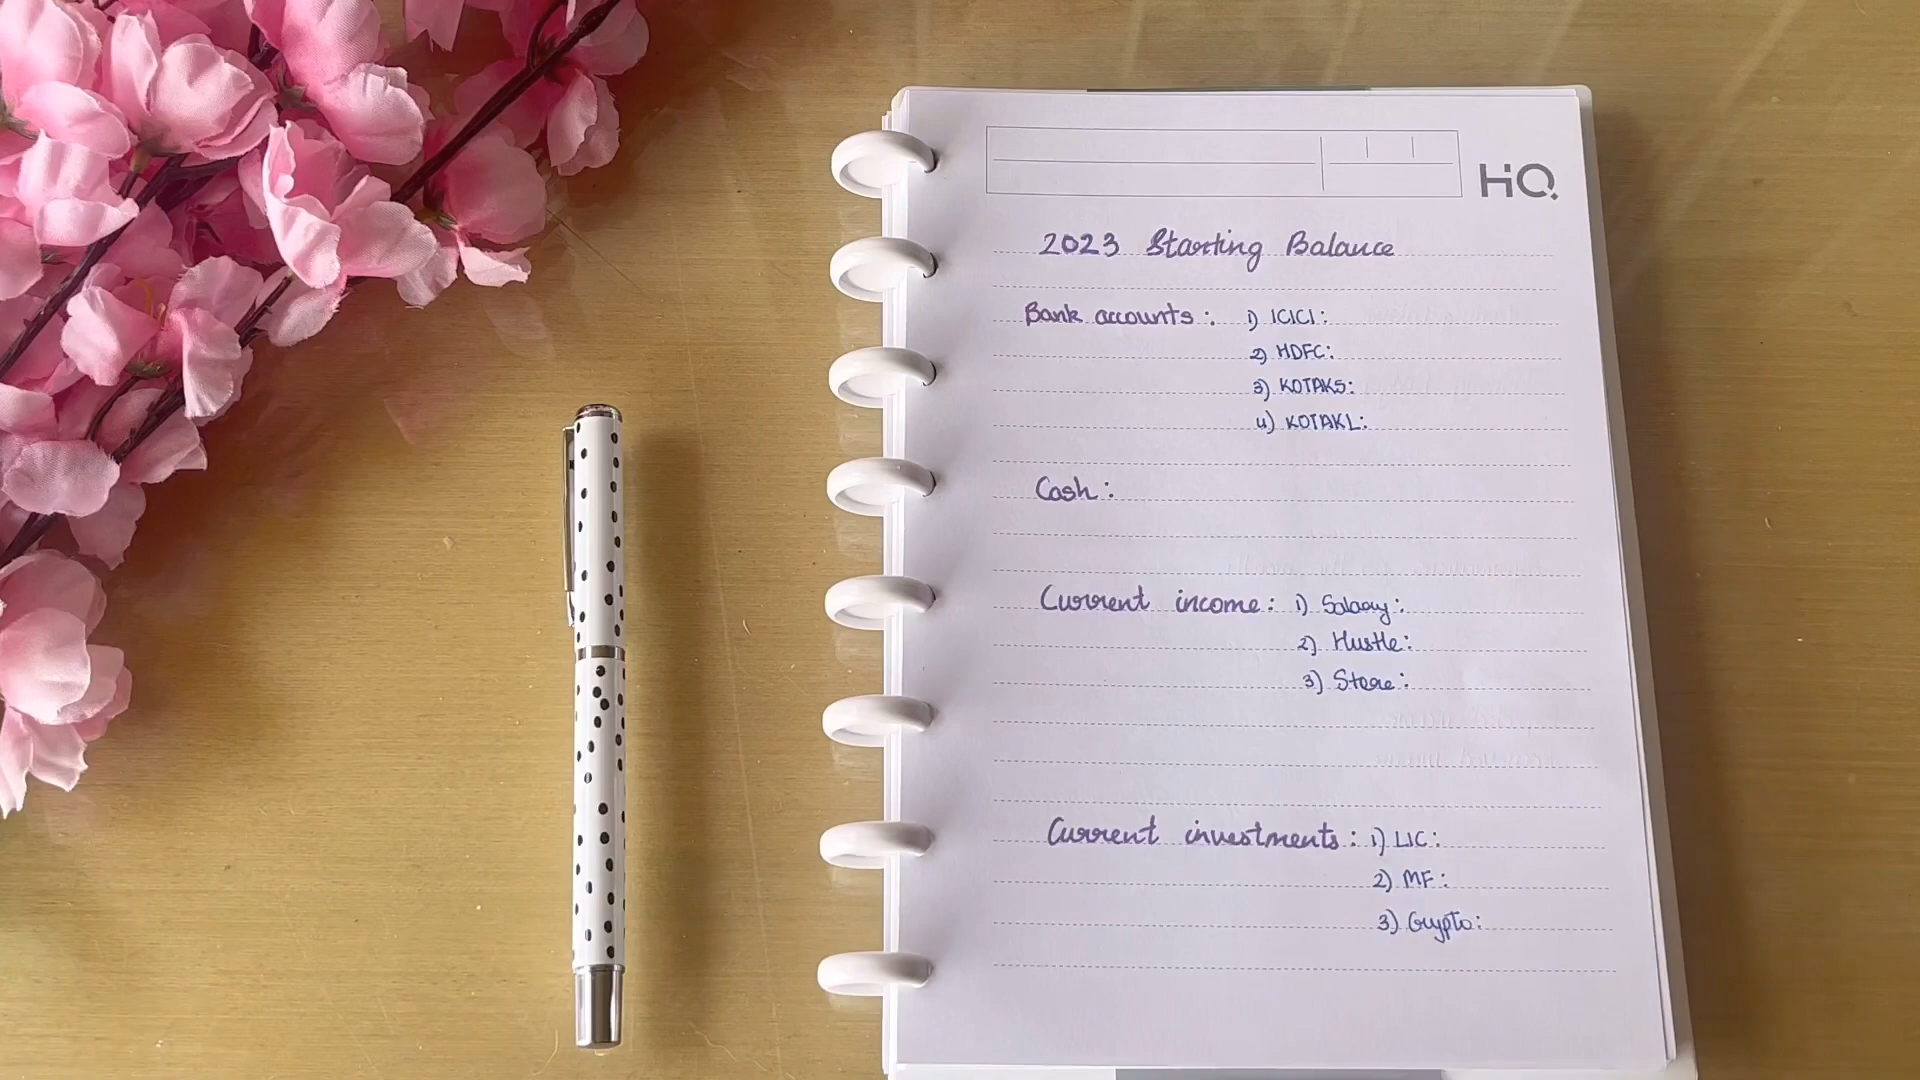 HQ
2023 Starting Balance
Bank accounts: 1) ICICI:
2) HDFC:
3) KOTAKS:
4) KOTAKL:
Cash:
Current income: 1) Salary:
2) Hustle:
3) Store:
Current investments: 1) LIC:
2) MF:
3) Crypto: